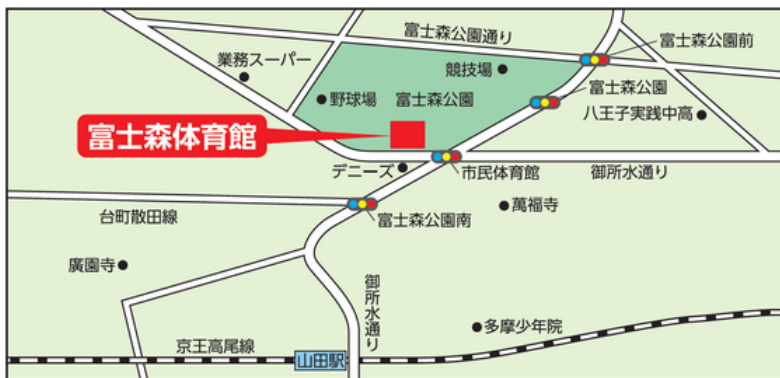 富士森公園通り
富士森公園前
業務スーパー
競技場
富士森公園
野球場
富士森公園
八王子実践中高
富士森体育館
デニーズ
市民体育館
御所水通り
台町散田線
富士森公園南
萬福寺
廣園寺
御所水通り
多摩少年院
京王高尾線
山田駅